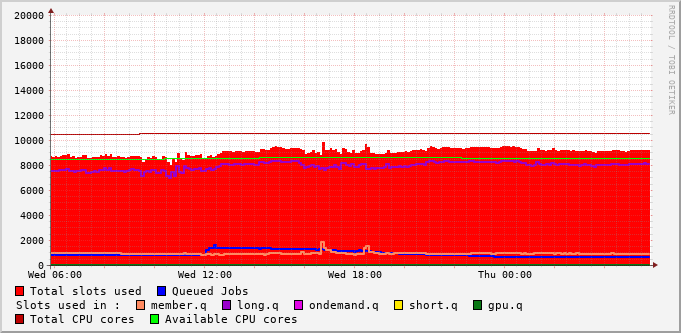 20000
18000
16000
14000
12000
10000
8000
6000
4000
2000
0
Wed 06:00 Wed 12:00 Wed 18:00 Thu 00:00
Total slots used Queued Jobs
Slots used in : member.q long.q ondemand.q short.q gpu.q
Total CPU cores Available CPU cores
RRDTOOL / TOBI OETIKER